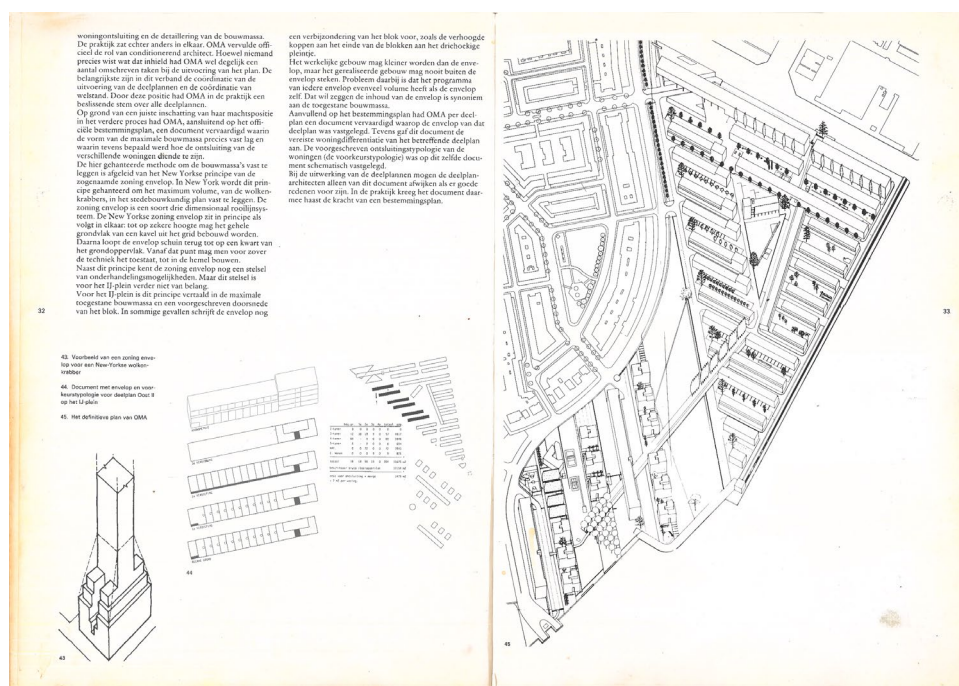 woningontsluiting en de detaillering van de bouwmassa.
De praktijk zat echter anders in elkaar. OMA vervulde offi-
cieel de rol van conditionerend architect. Hoewel niemand
precies wist wat dat inhield had OMA wel degelijk een
aantal omschreven taken bij de uitvoering van het plan. De
belangrijkste zijn in dit verband de coördinatie van de
uitvoering van de deelplannen en de coördinatie van
welstand. Door deze positie had OMA in de praktijk een
beslissende stem over alle deelplannen.
Op grond van een juiste inschatting van haar machtspositie
in het verdere proces had OMA, aansluitend op het offi-
ciële bestemmingsplan, een document vervaardigd waarin
de vorm van de maximale bouwmassa precies vast lag en
waarin tevens bepaald werd hoe de ontsluiting van de
verschillende woningen diende te zijn.
De hier gehanteerde methode om de bouwmassa's vast te
leggen is afgeleid van het New Yorkse principe van de
zogenaamde zoning envelop. In New York wordt dit prin-
cipe gehanteerd om het maximum volume, van de wolken-
krabbers, in het stedebouwkundig plan vast te leggen. De
zoning envelop is een soort drie dimensionaal rooilijnsys-
teem. De New Yorkse zoning envelop zit in principe als
volgt in elkaar: tot op zekere hoogte mag het gehele
grondvlak van een kavel uit het grid bebouwd worden.
Daarna loopt de envelop schuin terug tot op een kwart van
het grondoppervlak. Vanaf dat punt mag men voor zover
de techniek het toestaat, tot in de hemel bouwen.
Naast dit principe kent de zoning envelop nog een stelsel
van onderhandelingsmogelijkheden. Maar dit stelsel is
voor het IJ-plein verder niet van belang.
Voor het IJ-plein is dit principe vertaald in de maximale
toegestane bouwmassa en een voorgeschreven doorsnede
van het blok. In sommige gevallen schrijft de envelop nog
32
een verbijzondering van het blok voor, zoals de verhoogde
koppen aan het einde van de blokken aan het driehoekige
pleintje.
Het werkelijke gebouw mag kleiner worden dan de enve-
lop, maar het gerealiseerde gebouw mag nooit buiten de
envelop steken. Probleem daarbij is dat het programma
van iedere envelop evenveel volume heeft als de envelop
zelf. Dat wil zeggen de inhoud van de envelop is synoniem
aan de toegestane bouwmassa.
Aanvullend op het bestemmingsplan had OMA per deel-
plan een document vervaardigd waarop de envelop van dat
deelplan was vastgelegd. Tevens gaf dit document de
vereiste woningdifferentiatie van het betreffende deelplan
aan. De voorgeschreven ontsluitingstypologie van de
woningen (de voorkeurstypologie) was op dit zelfde docu-
ment schematisch vastgelegd.
Bij de uitwerking van de deelplannen mogen de deelplan-
architecten alleen van dit document afwijken als er goede
redenen voor zijn. In de praktijk kreeg het document daar-
mee haast de kracht van een bestemmingsplan.
43. Voorbeeld van een zoning enve-
lop voor een New-Yorkse wolken-
krabber
44. Document met envelop en voor-
keurstypologie voor deelplan Oost II
op het IJ-plein
45. Het definitieve plan van OMA
43
44
45
33